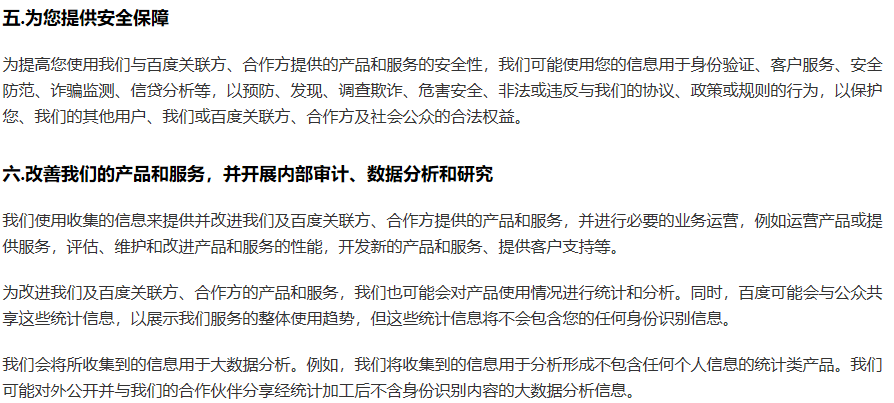 五.为您提供安全保障
为提高您使用我们与百度关联方、合作方提供的产品和服务的安全性，我们可能使用您的信息用于身份验证、客户服务、安全
防范、诈骗监测、信贷分析等，以预防、发现、调查欺诈、危害安全、非法或违反与我们的协议、政策或规则的行为，以保护
您、我们的其他用户、我们或百度关联方、合作方及社会公众的合法权益。
六.改善我们的产品和服务，并开展内部审计、数据分析和研究
我们使用收集的信息来提供并改进我们及百度关联方、合作方提供的产品和服务，并进行必要的业务运营，例如运营产品或提
供服务，评估、维护和改进产品和服务的性能，开发新的产品和服务、提供客户支持等。
为改进我们及百度关联方、合作方的产品和服务，我们也可能会对产品使用情况进行统计和分析。同时，百度可能会与公众共
享这些统计信息，以展示我们服务的整体使用趋势，但这些统计信息将不会包含您的任何身份识别信息。
我们会将所收集到的信息用于大数据分析。例如，我们将收集到的信息用于分析形成不包含任何个人信息的统计类产品。我们
可能对外公开并与我们的合作伙伴分享经统计加工后不含身份识别内容的大数据分析信息。